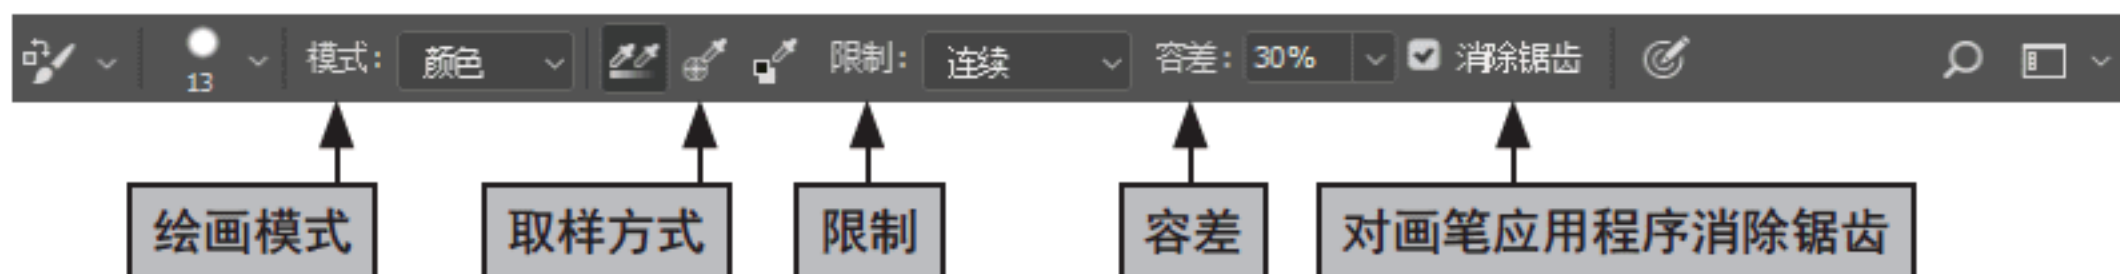 13 模式: 颜色 限制: 连续 容差: 30% 消除锯齿
绘画模式 取样方式 限制 容差 对画笔应用程序消除锯齿